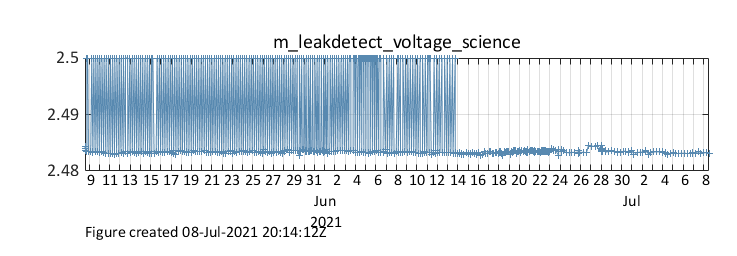 m_leakdetect_voltage_science
2.5
2.49
2.48
9 11 13 15 17 19 21 23 25 27 29 31 2 4 6 8 10 12 14 16 18 20 22 24 26 28 30 2 4 6 8
Jun Jul
2021
Figure created 08-Jul-2021 20:14:12Z